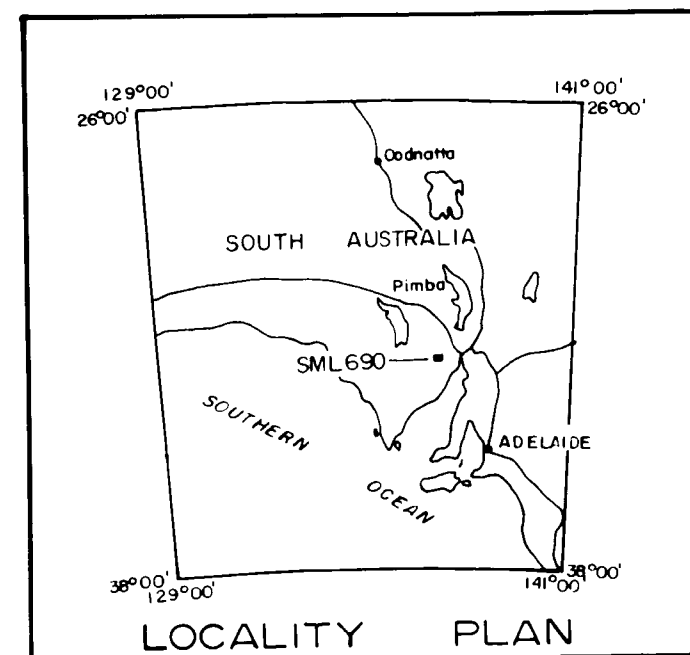 129°00' 141°00'
26°00' 26°00'
Oodnatta
SOUTH AUSTRALIA
Pimba
SML690
SOUTHERN
OCEAN
ADELAIDE
38°00' 38°00'
129°00' 141°00'
LOCALITY PLAN